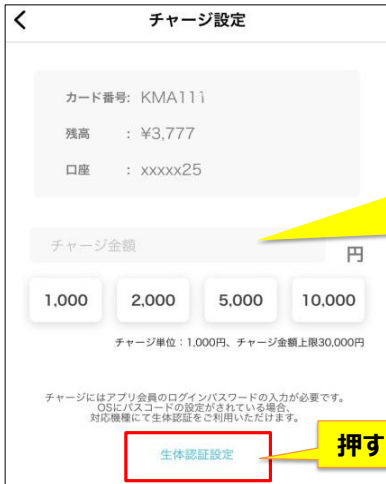 チャージ設定
カード番号: KMA111
残高 : ¥3,777
口座 : xxxxx25
チャージ金額
円
1,000 2,000 5,000 10,000
チャージ単位：1,000円、チャージ金額上限30,000円
チャージにはアプリ会員のログインパスワードの入力が必要です。
OSにパスコードの設定がされている場合、
対応機種にて生体認証をご利用いただけます。
生体認証設定
押す